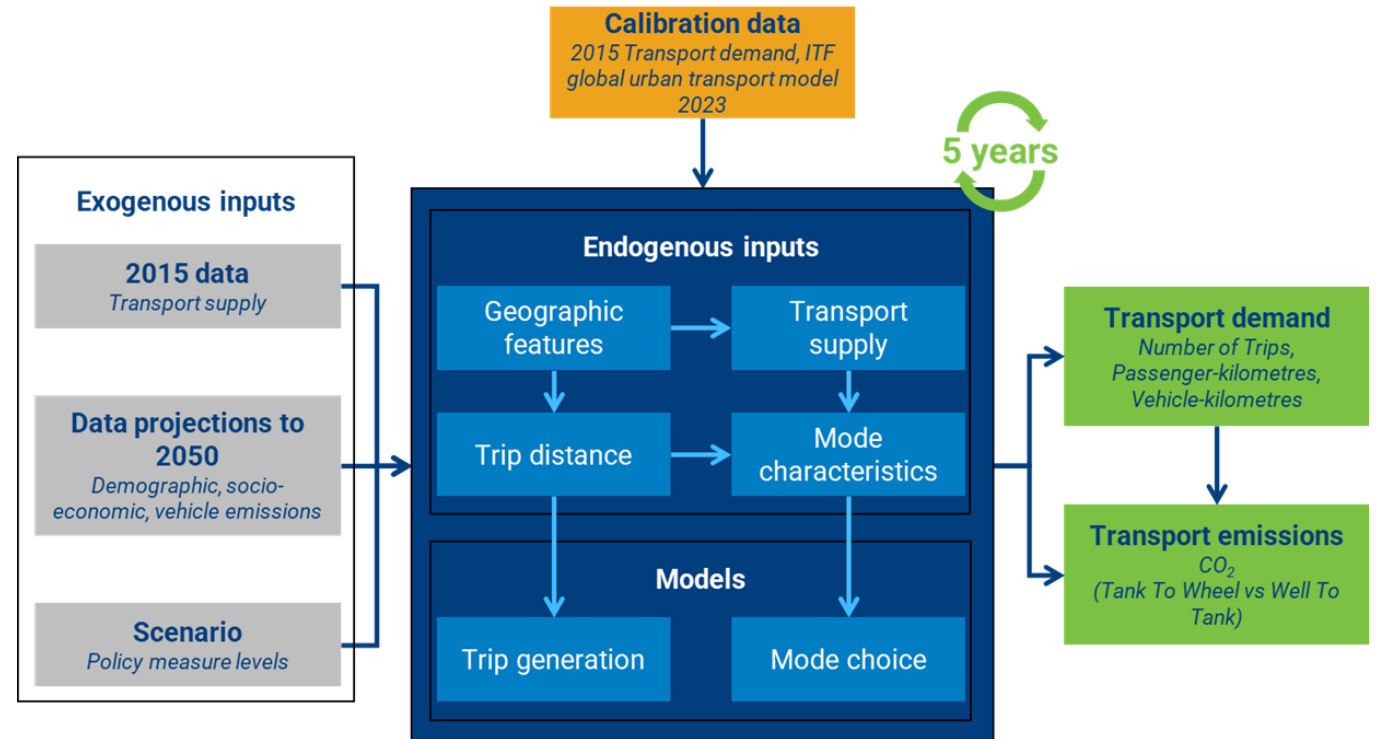 Calibration data
2015 Transport demand, ITF
global urban transport model
2023
5 years
Exogenous inputs
2015 data
Transport supply
Data projections to
2050
Demographic, socio-
economic, vehicle emissions
Scenario
Policy measure levels
Endogenous inputs
Geographic
features
Transport
supply
Trip distance
Mode
characteristics
Models
Trip generation
Mode choice
Transport demand
Number of Trips,
Passenger-kilometres,
Vehicle-kilometres
Transport emissions
CO₂
(Tank To Wheel vs Well To
Tank)